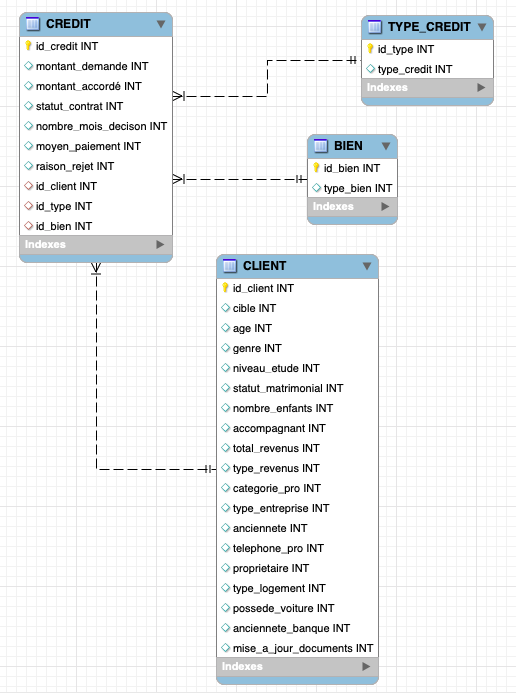 CREDIT
id_credit INT
montant_demande INT
montant_accordé INT
statut_contrat INT
nombre_mois_decison INT
moyen_paiement INT
raison_rejet INT
id_client INT
id_type INT
id_bien INT
Indexes
TYPE_CREDIT
id_type INT
type_credit INT
Indexes
BIEN
id_bien INT
type_bien INT
Indexes
CLIENT
id_client INT
cible INT
age INT
genre INT
niveau_etude INT
statut_matrimonial INT
nombre_enfants INT
accompagnant INT
total_revenus INT
type_revenus INT
categorie_pro INT
type_entreprise INT
anciennete INT
telephone_pro INT
proprietaire INT
type_logement INT
possede_voiture INT
anciennete_banque INT
mise_a_jour_documents INT
Indexes